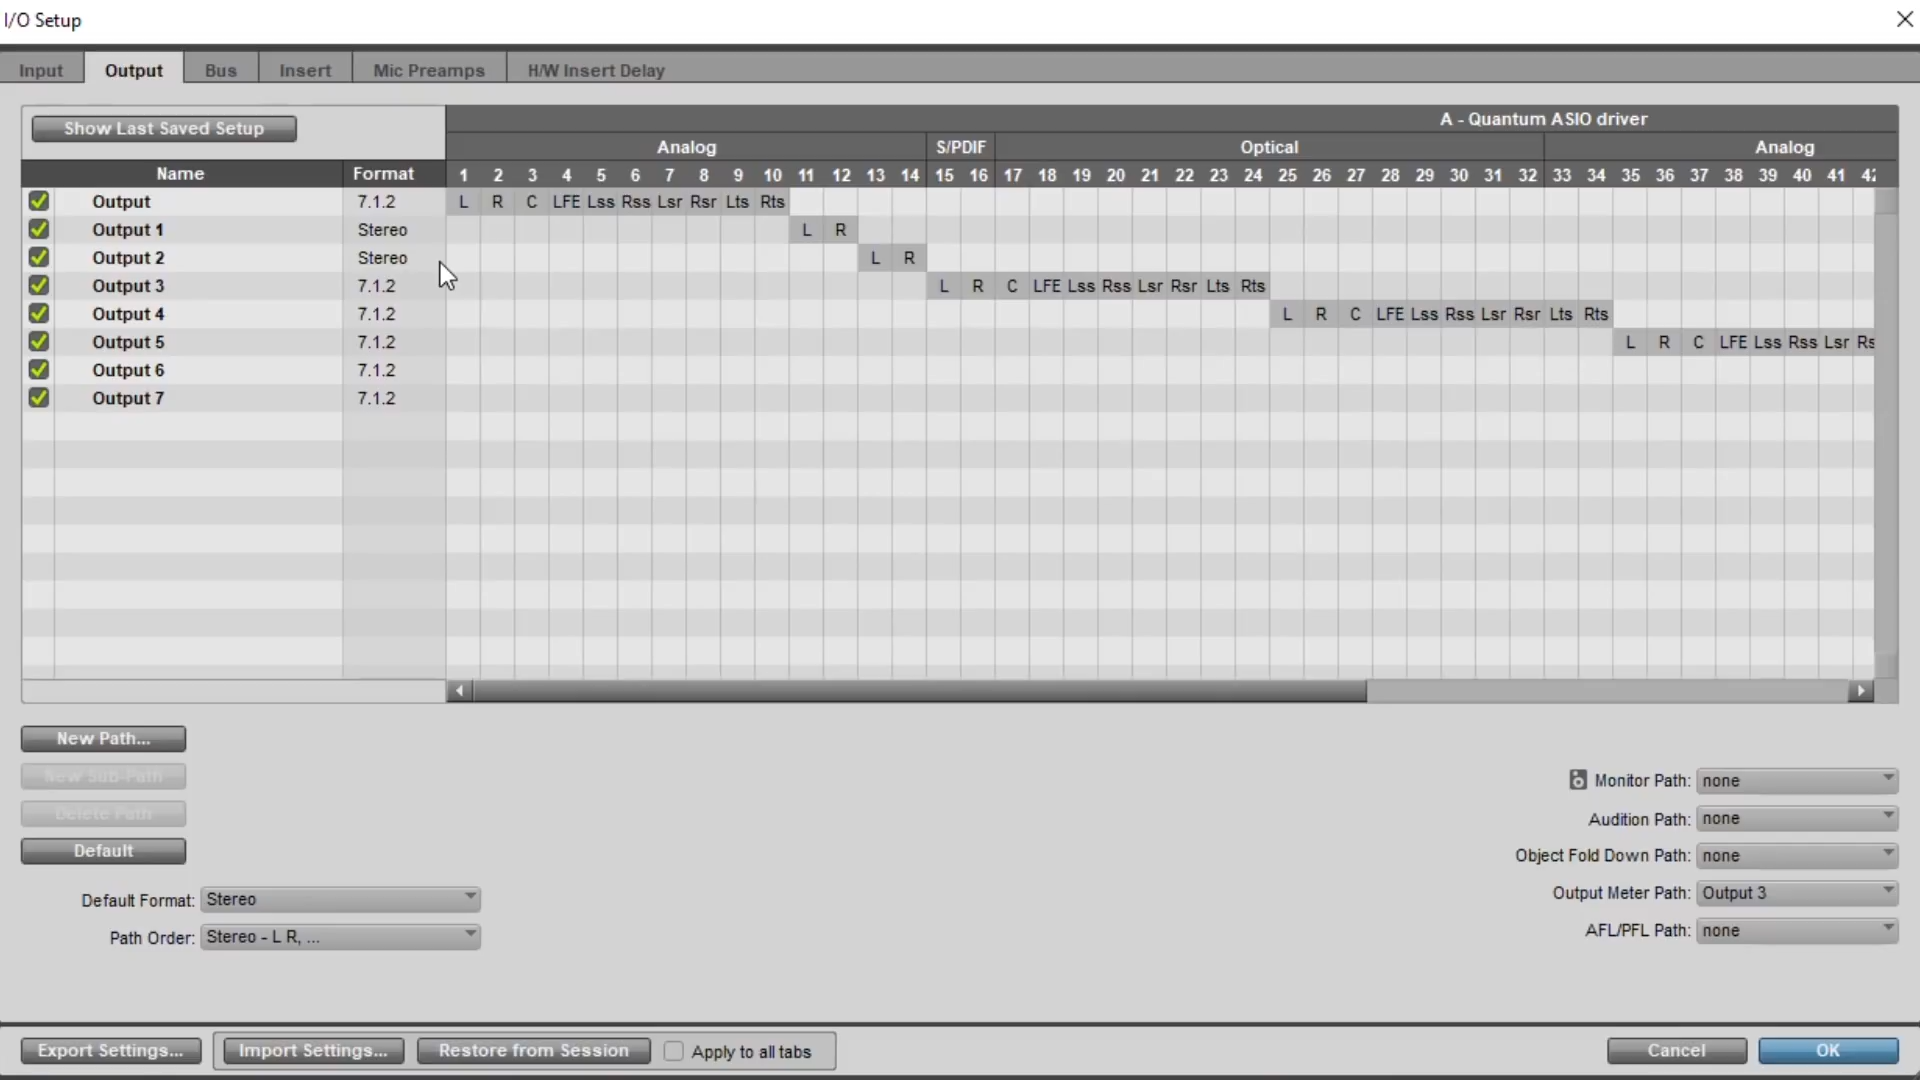 I/O Setup
Input Output Bus Insert Mic Preamps H/W Insert Delay
Show Last Saved Setup
A - Quantum ASIO driver
Analog S/PDIF Optical Analog
Name Format 1 2 3 4 5 6 7 8 9 10 11 12 13 14 15 16 17 18 19 20 21 22 23 24 25 26 27 28 29 30 31 32 33 34 35 36 37 38 39 40 41 42
Output 7.1.2 L R C LFE Lss Rss Lsr Rsr Lts Rts
Output 1 Stereo L R
Output 2 Stereo L R
Output 3 7.1.2 L R C LFE Lss Rss Lsr Rsr Lts Rts
Output 4 7.1.2 L R C LFE Lss Rss Lsr Rsr Lts Rts
Output 5 7.1.2 L R C LFE Lss Rss Lsr Rs
Output 6 7.1.2
Output 7 7.1.2
New Path...
New Sub-Path
Delete Path
Default
Default Format: Stereo
Path Order: Stereo - L R, ...
Monitor Path: none
Audition Path: none
Object Fold Down Path: none
Output Meter Path: Output 3
AFL/PFL Path: none
Export Settings... Import Settings... Restore from Session Apply to all tabs Cancel OK